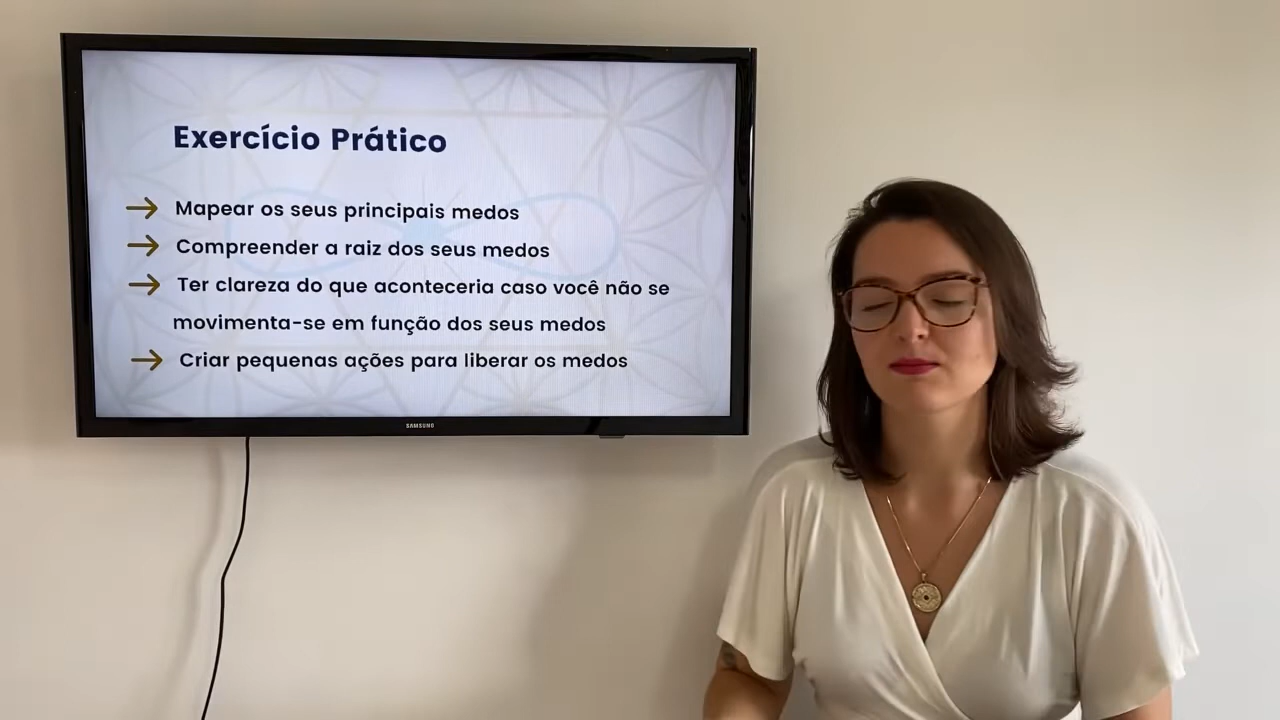 Exercício Prático
→ Mapear os seus principais medos
→ Compreender a raiz dos seus medos
→ Ter clareza do que aconteceria caso você não se
movimenta-se em função dos seus medos
→ Criar pequenas ações para liberar os medos
SAMSUNG